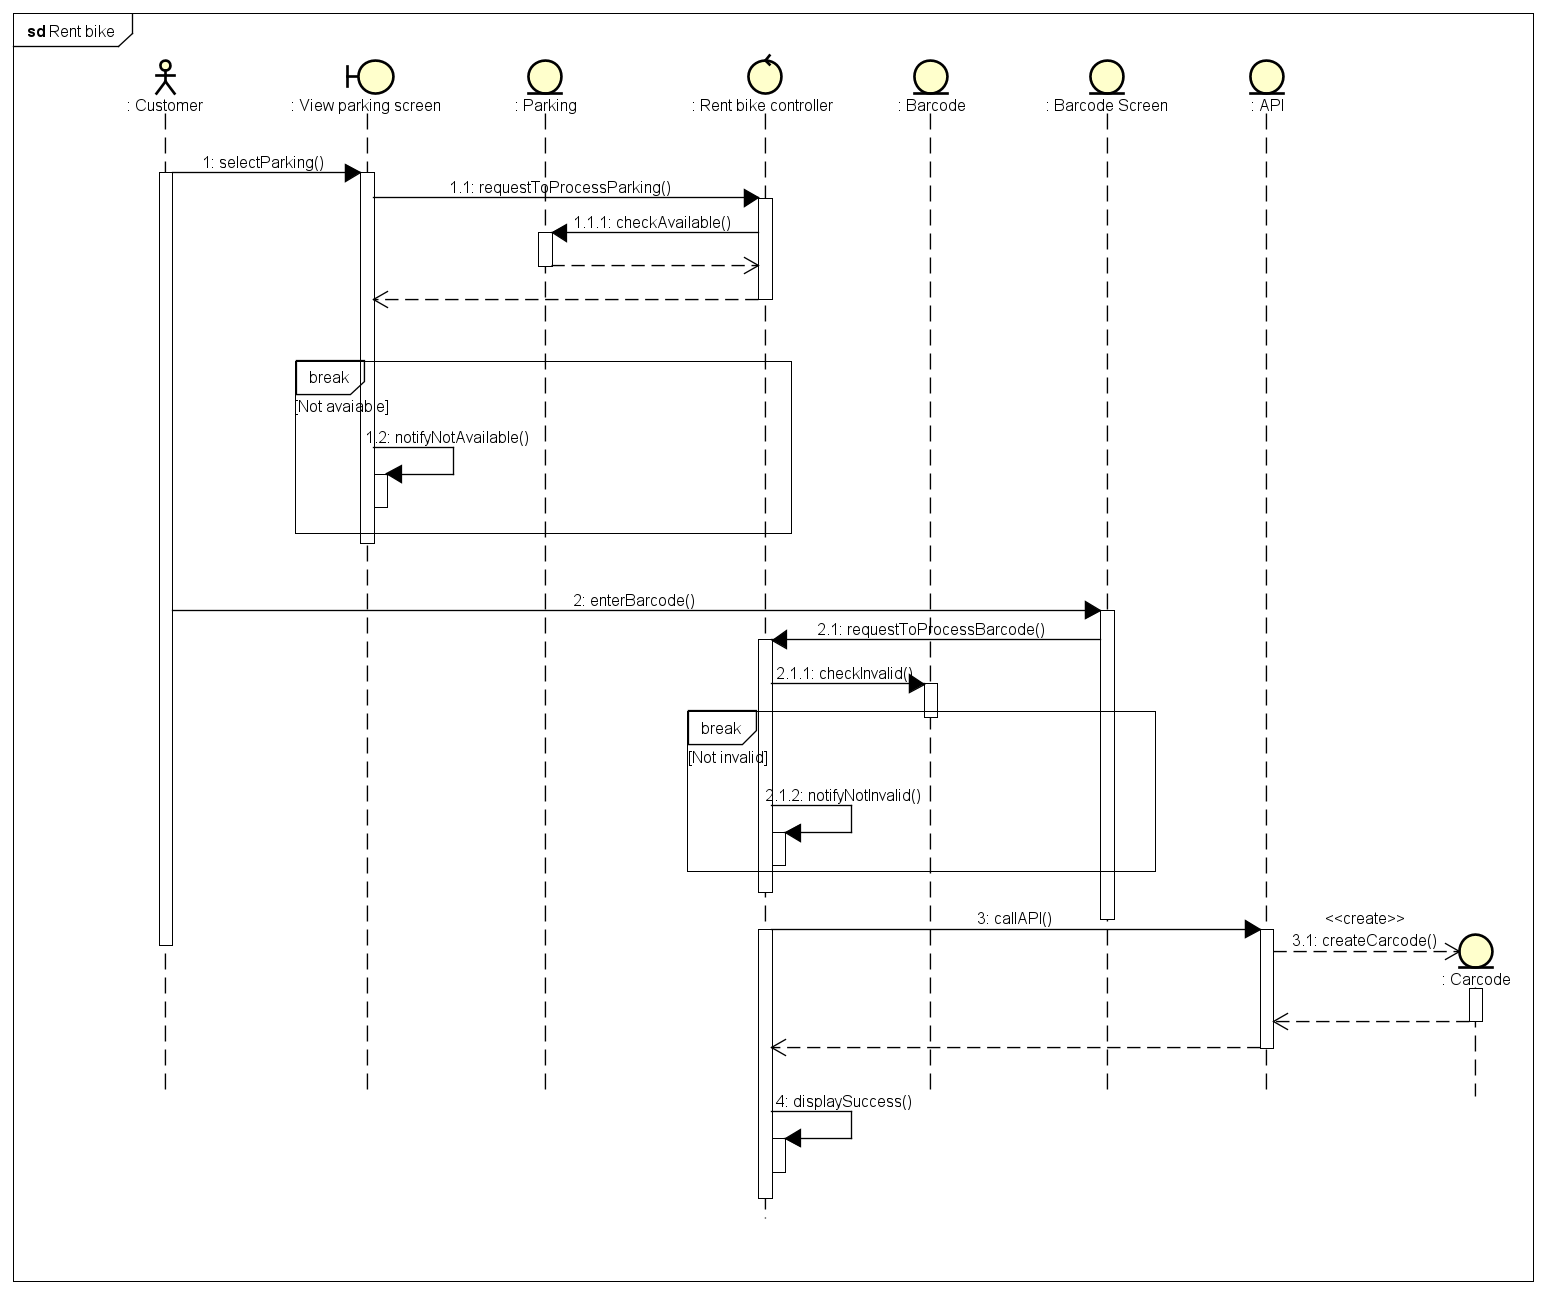 sd Rent bike
: Customer
: View parking screen
: Parking
: Rent bike controller
: Barcode
: Barcode Screen
: API
1: selectParking()
1.1: requestToProcessParking()
1.1.1: checkAvailable()
break
[Not avaiable]
1.2: notifyNotAvailable()
2: enterBarcode()
2.1: requestToProcessBarcode()
2.1.1: checkInvalid()
break
[Not invalid]
2.1.2: notifyNotInvalid()
3: callAPI()
<<create>>
3.1: createCarcode()
: Carcode
4: displaySuccess()